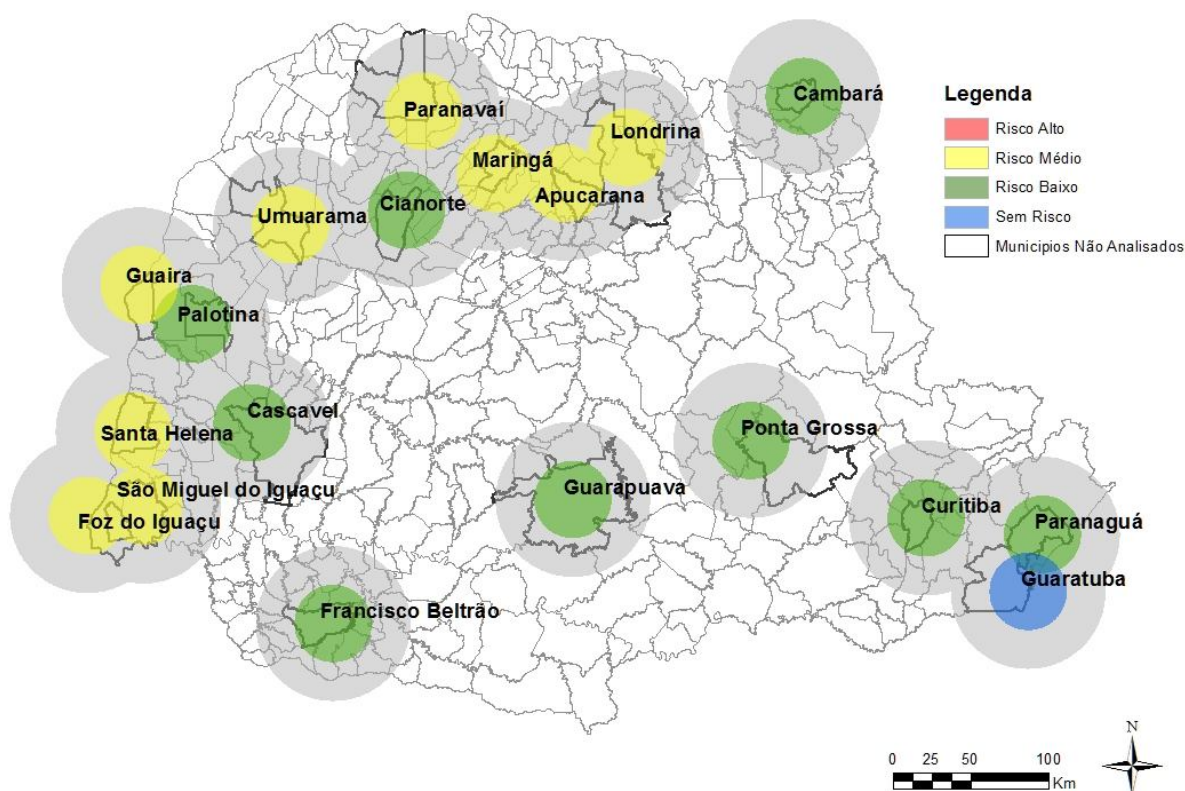 Cambará
Paranavaí
Londrina
Maringá
Apucarana
Cianorte
Umuarama
Guaira
Palotina
Cascavel
Santa Helena
São Miguel do Iguaçu
Foz do Iguaçu
Ponta Grossa
Guarapuava
Curitiba
Paranaguá
Guaratuba
Francisco Beltrão
Legenda
Risco Alto
Risco Médio
Risco Baixo
Sem Risco
Municipios Não Analisados
0 25 50 100
Km
N